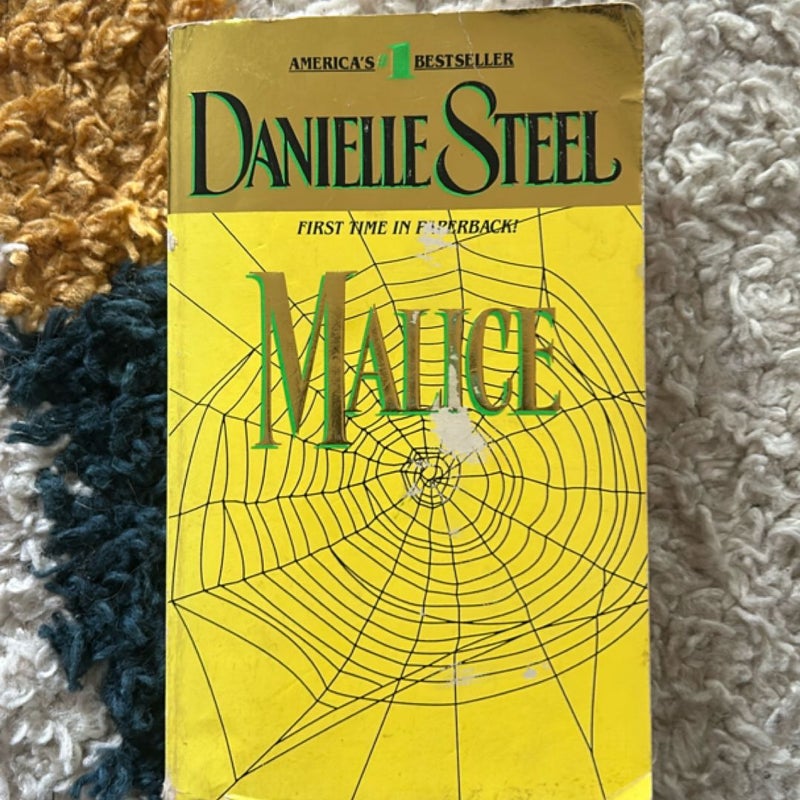 AMERICA'S #1 BESTSELLER
DANIELLE STEEL
FIRST TIME IN PAPERBACK!
MALICE